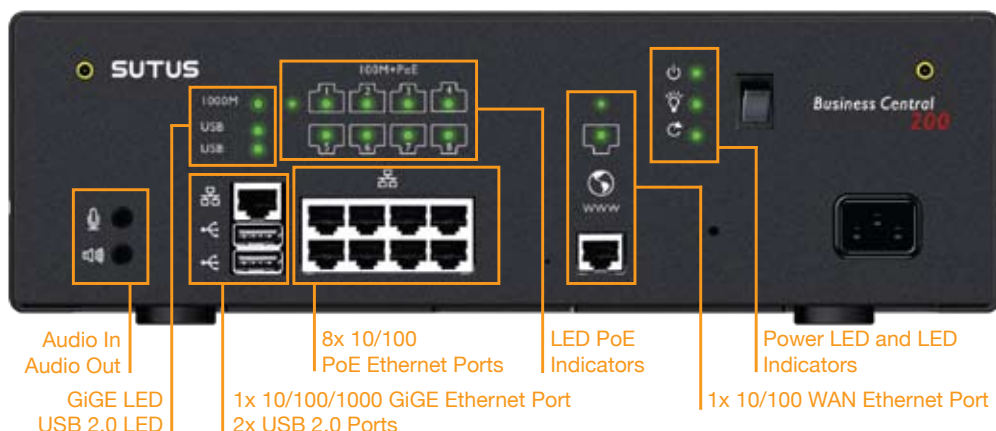 SUTUS
100M+PoE
1000M
USB
USB
1 2 3 4
5 6 7 8
www
Business Central
200
Audio In
Audio Out
8x 10/100
PoE Ethernet Ports
LED PoE
Indicators
Power LED and LED
Indicators
GiGE LED
USB 2.0 LED
1x 10/100/1000 GiGE Ethernet Port
2x USB 2.0 Ports
1x 10/100 WAN Ethernet Port